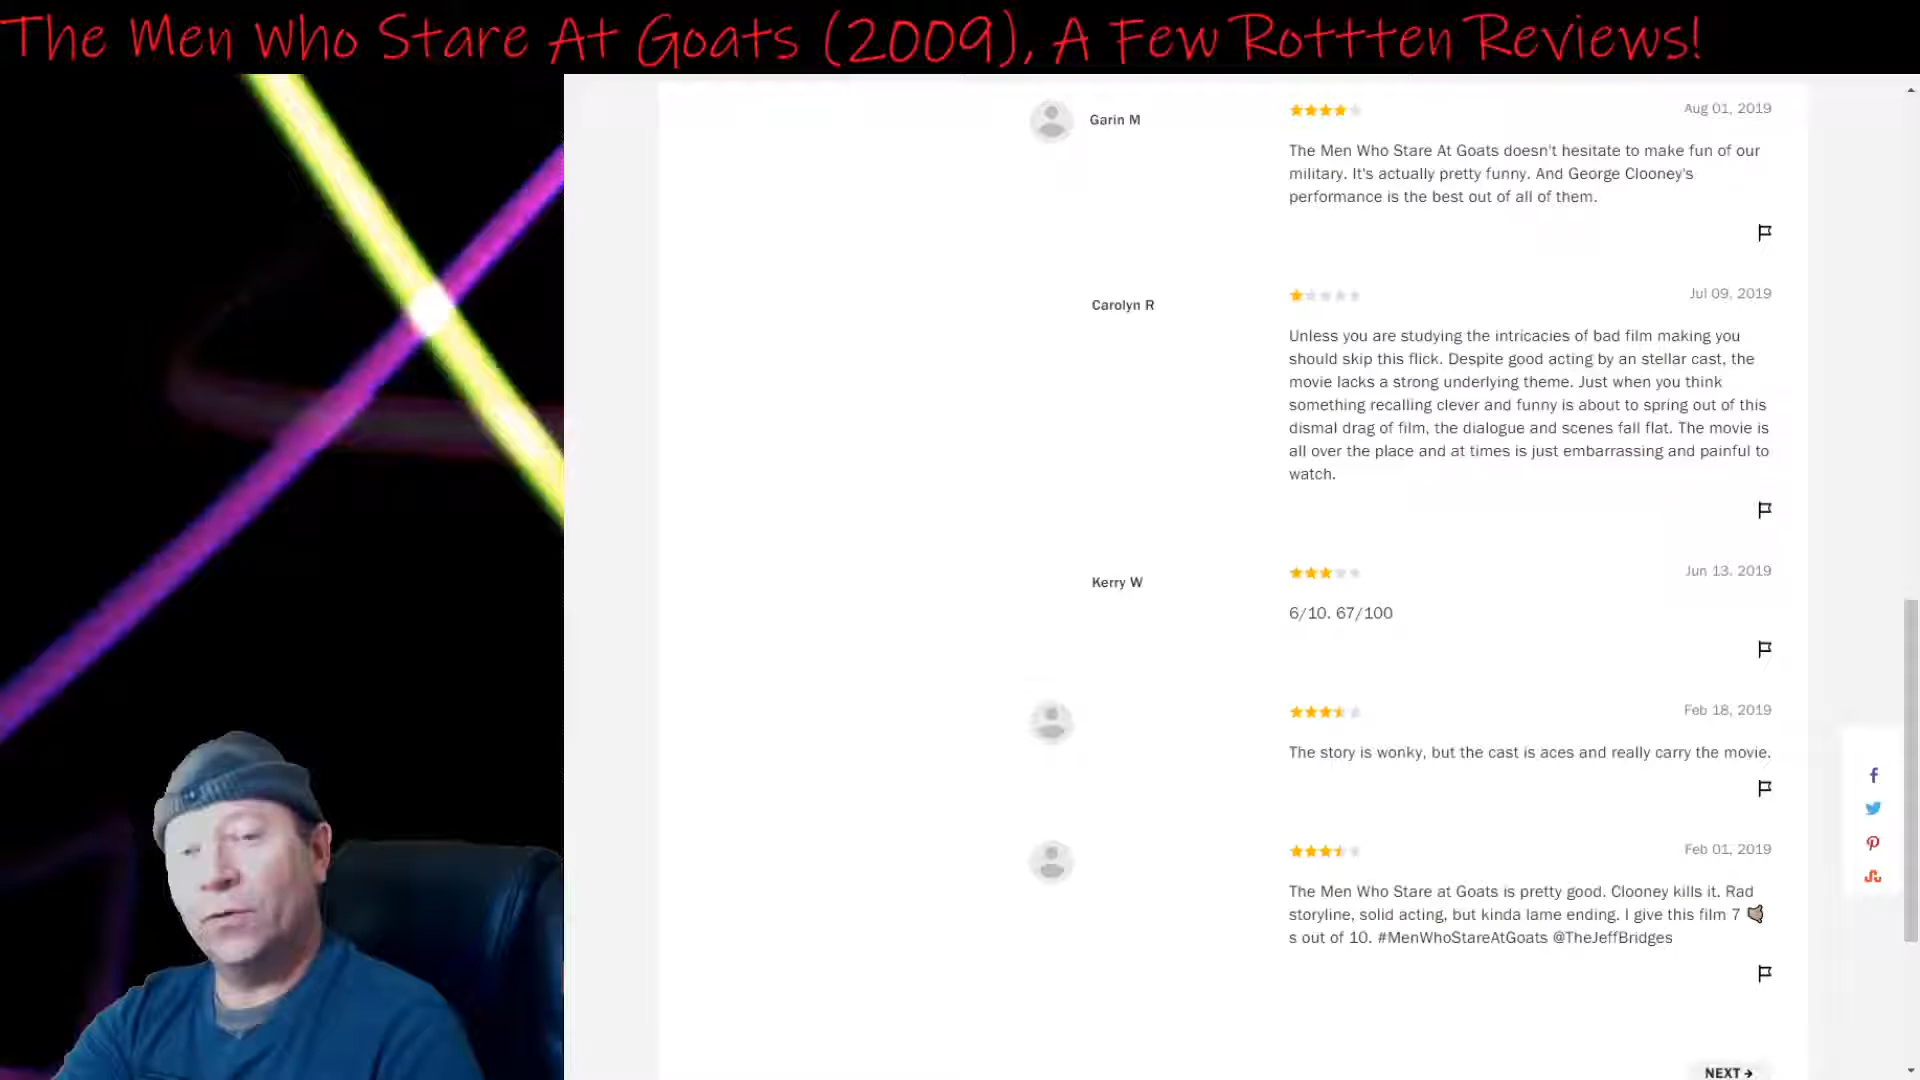 The Men Who Stare At Goats (2009), A Few Rottten Reviews!
Garin M
Aug 01, 2019
The Men Who Stare At Goats doesn't hesitate to make fun of our
military. It's actually pretty funny. And George Clooney's
performance is the best out of all of them.
Carolyn R
Jul 09, 2019
Unless you are studying the intricacies of bad film making you
should skip this flick. Despite good acting by an stellar cast, the
movie lacks a strong underlying theme. Just when you think
something recalling clever and funny is about to spring out of this
dismal drag of film, the dialogue and scenes fall flat. The movie is
all over the place and at times is just embarrassing and painful to
watch.
Kerry W
Jun 13, 2019
6/10. 67/100
Feb 18, 2019
The story is wonky, but the cast is aces and really carry the movie.
Feb 01, 2019
The Men Who Stare at Goats is pretty good. Clooney kills it. Rad
storyline, solid acting, but kinda lame ending. I give this film 7
s out of 10. #MenWhoStareAtGoats @TheJeffBridges
NEXT